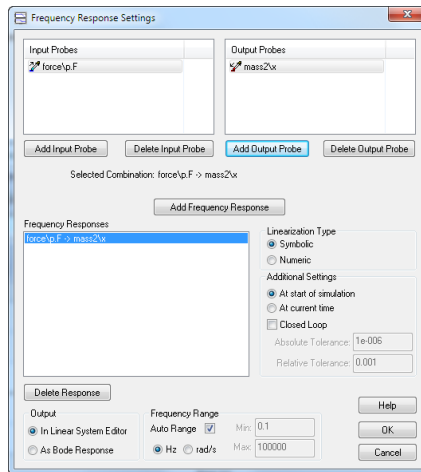 Frequency Response Settings
Input Probes
force\p.F
Output Probes
mass2\x
Add Input Probe
Delete Input Probe
Add Output Probe
Delete Output Probe
Selected Combination: force\p.F -> mass2\x
Add Frequency Response
Frequency Responses
force\p.F -> mass2\x
Linearization Type
Symbolic
Numeric
Additional Settings
At start of simulation
At current time
Closed Loop
Absolute Tolerance: 1e-006
Relative Tolerance: 0.001
Delete Response
Output
In Linear System Editor
As Bode Response
Frequency Range
Auto Range
Min: 0.1
Hz rad/s
Max: 100000
Help
OK
Cancel